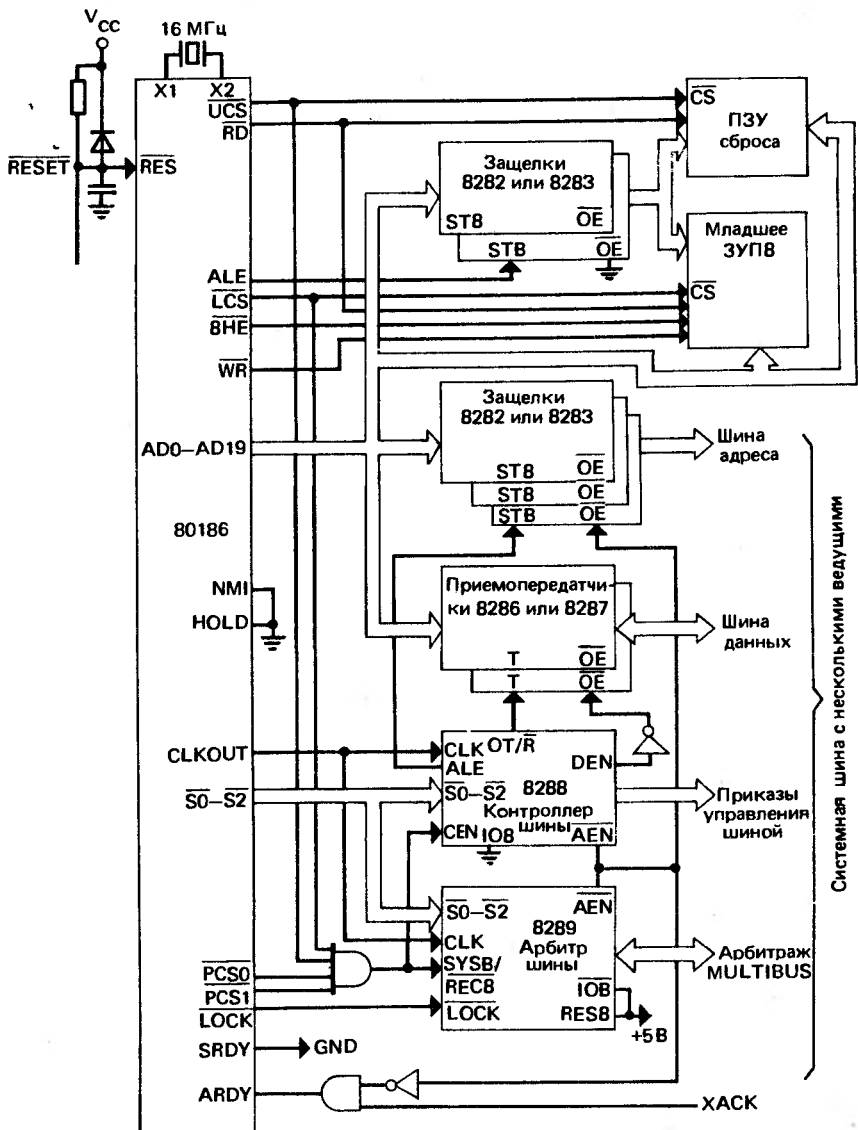 V CC
16 МГц
X1 X2
UCS
RD
RESET
RES
CS
ПЗУ
сброса
Защелки
8282 или 8283
ST8 OE
STB OE
Младшее
ЗУП8
CS
ALE
LCS
8HE
WR
Защелки
8282 или 8283
ST8 OE
ST8 OE
STB OE
Шина
адреса
AD0–AD19
80186
NMI
HOLD
Приемопередатчи-
ки 8286 или 8287
T OE
T OE
Шина
данных
CLKOUT
S0–S2
CLK OT/R
ALE
DEN
S0–S2
8288
Контроллер
шины
CEN IO8 AEN
Приказы
управления
шиной
S0–S2
AEN
8289
Арбитр
шины
CLK
SYSB/
REC8
LOCK
IOB
RES8
+5В
Арбитраж
MULTIBUS
PCS0
PCS1
LOCK
SRDY
GND
ARDY
XACK
Системная шина с несколькими ведущими